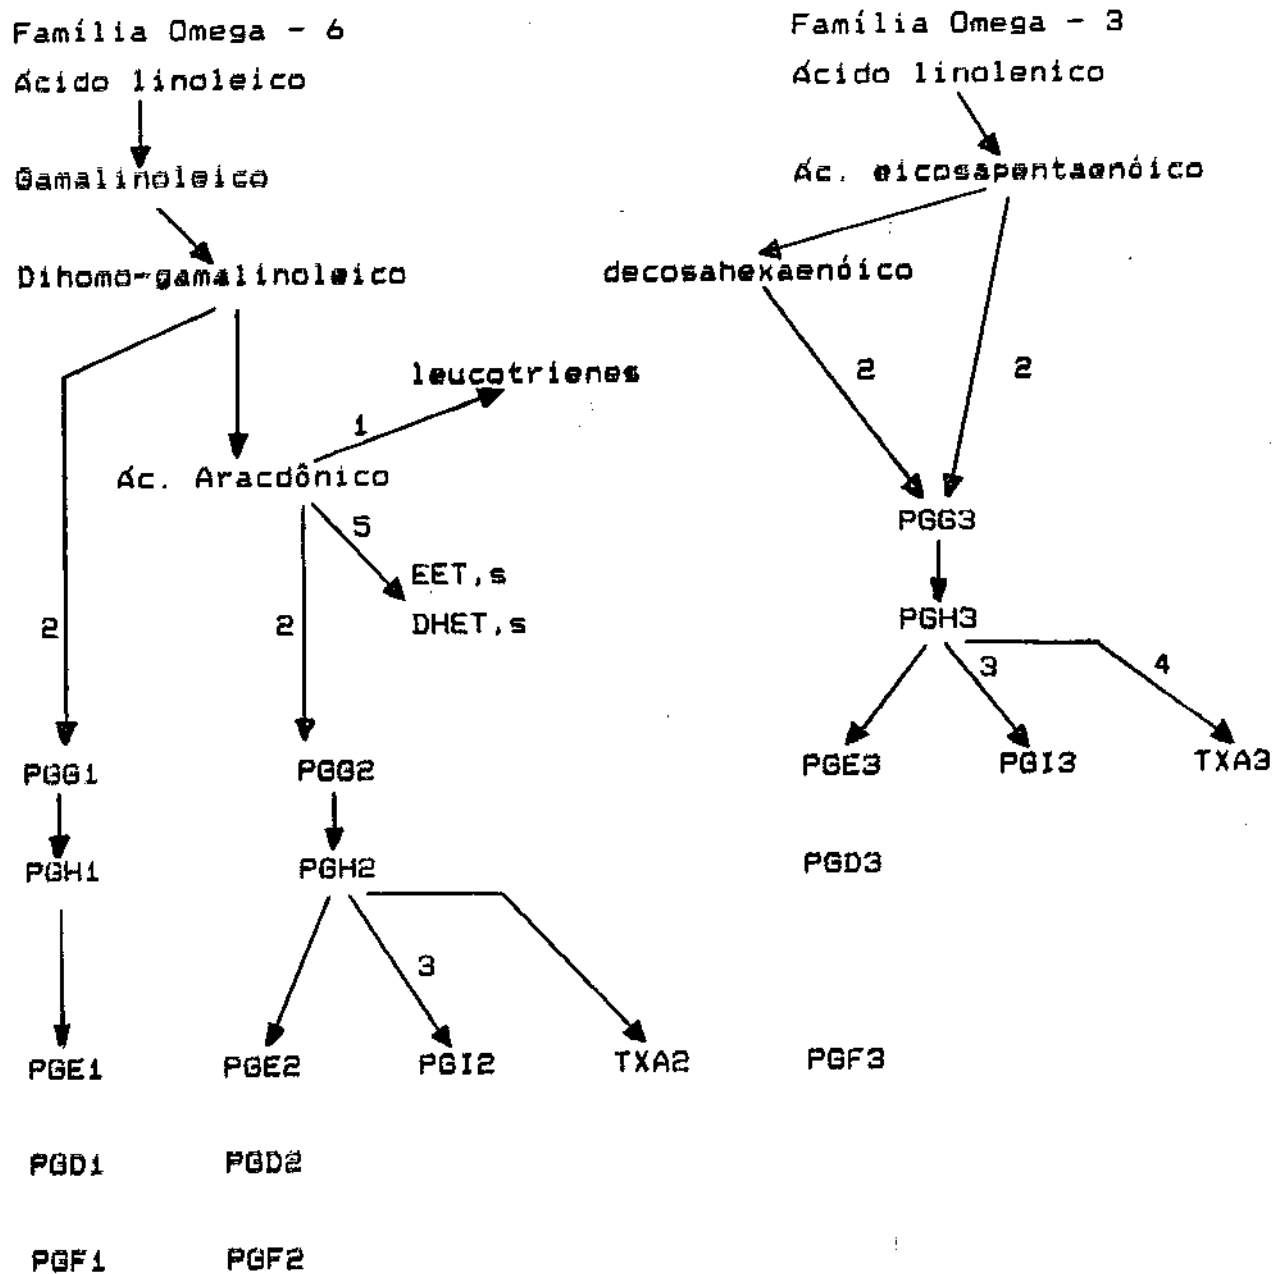 Família Omega - 6
Ácido linoleico
Gamalinoleico
Dihomo-gamalinoleico
leucotrienes
1
Ác. Aracdônico
5
EET,s
DHET,s
2
2
PGG1
PGG2
PGH1
PGH2
3
PGE1
PGE2
PGI2
TXA2
PGD1
PGD2
PGF1
PGF2
Família Omega - 3
Ácido linolenico
Ác. eicosapentaenóico
decosahexaenóico
2
2
PGG3
PGH3
3
4
PGE3
PGI3
TXA3
PGD3
PGF3